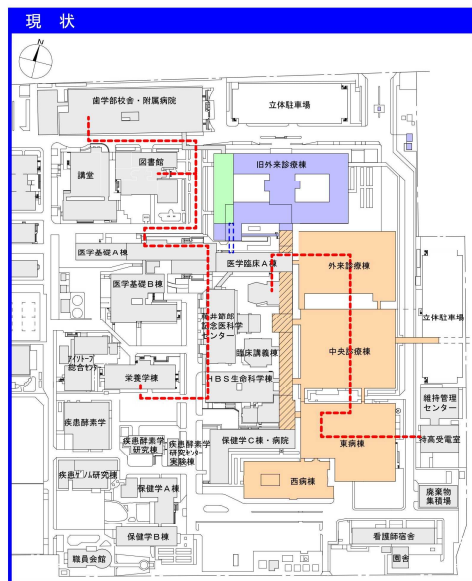 現 状
N
歯学部校舎・附属病院
立体駐車場
講堂
図書館
旧外来診療棟
医学基礎A棟
医学臨床A棟
外来診療棟
医学基礎B棟
立体駐車場
井節郎
記念医科学
センター
中央診療棟
臨床講義棟
アイソトープ
総合センタ
栄養学棟
HBS生命科学棟
維持管理
センター
疾患酵素学
保健学C棟・病院
東病棟
特高受電室
疾患酵素学
研究棟
疾患酵素学
研究センター
実験棟
疾患ゲノム研究棟
西病棟
保健学A棟
廃棄物
集積場
保健学B棟
看護師宿舎
職員会館
園舎